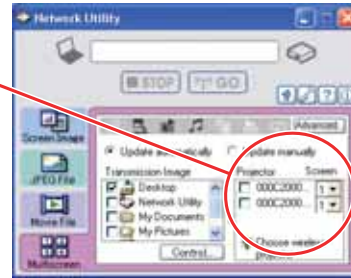 Network Utility
STOP GO
Advanced
Screen Image
Update automatically Update manually
Transmission Image Projector Screen
JPEG File
Desktop 000C2000... 1
Network Utility 000C2000... 1
My Documents
Movie File
My Pictures
Choose wireless
Control...
Multiscreen